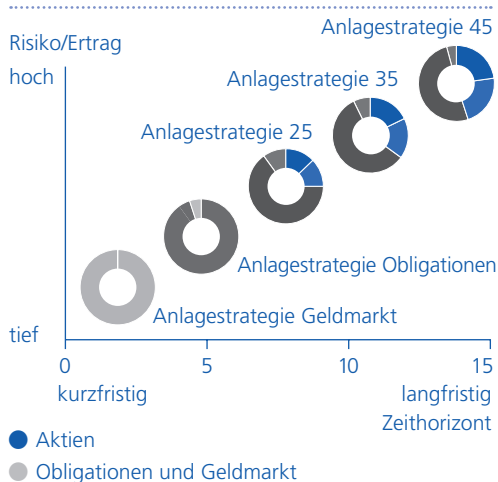 Anlagestrategie 45
Risiko/Ertrag
hoch
Anlagestrategie 35
Anlagestrategie 25
Anlagestrategie Obligationen
Anlagestrategie Geldmarkt
tief
0 5 10 15
kurzfristig langfristig
Zeithorizont
Aktien
Obligationen und Geldmarkt